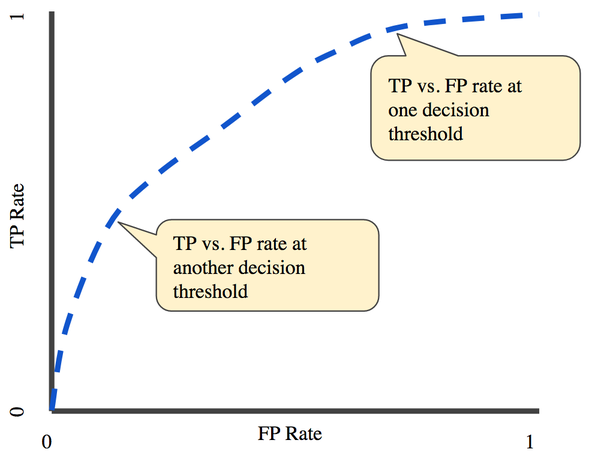 1
TP vs. FP rate at
one decision
threshold
TP Rate
TP vs. FP rate at
another decision
threshold
0
0
FP Rate
1